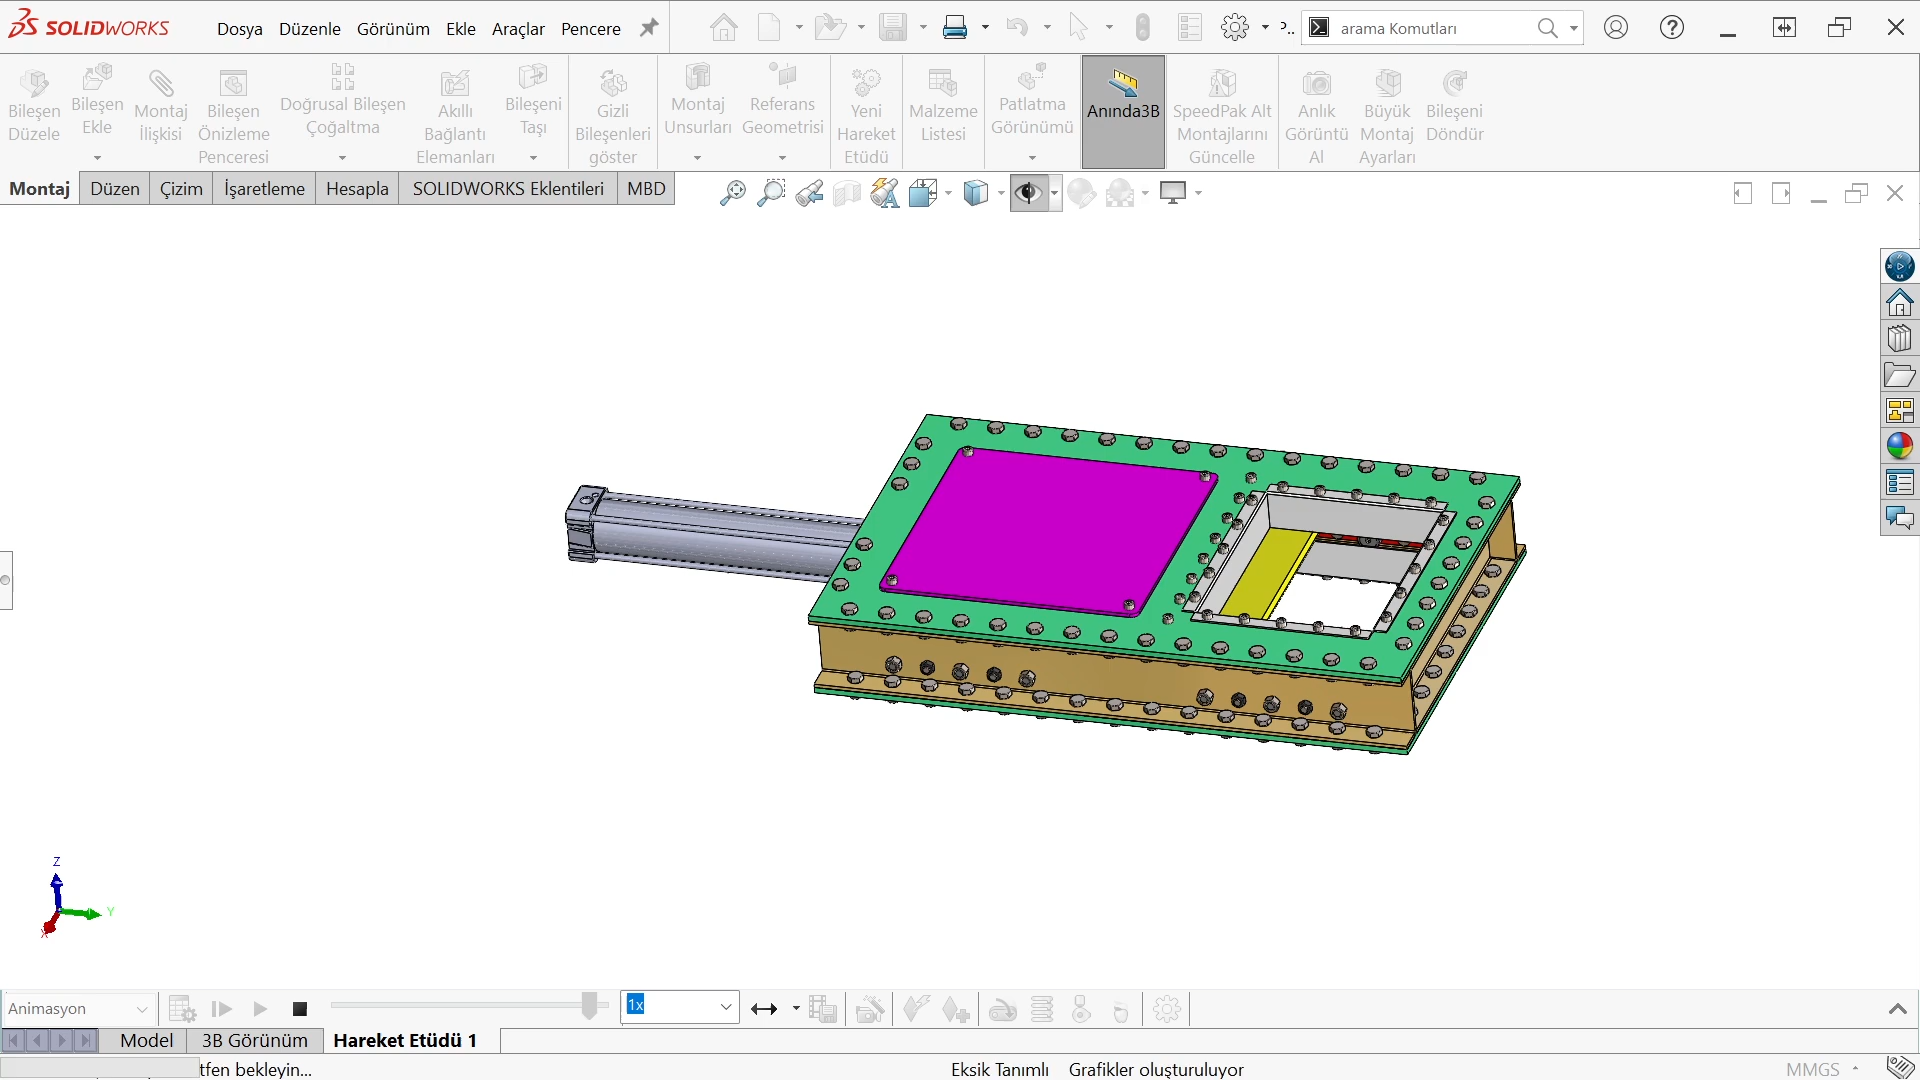 SOLIDWORKS Dosya Düzenle Görünüm Ekle Araçlar Pencere P.. arama Komutları
Bileşen Düzele
Bileşen Ekle
Montaj İlişkisi
Bileşen Önizleme Penceresi
Doğrusal Bileşen Çoğaltma
Akıllı Bağlantı Elemanları
Bileşeni Taşı
Gizli Bileşenleri göster
Montaj Unsurları
Referans Geometrisi
Yeni Hareket Etüdü
Malzeme Listesi
Patlatma Görünümü
Anında3B
SpeedPak Alt Montajlarını Güncelle
Anlık Görüntü Al
Büyük Montaj Ayarları
Bileşeni Döndür
Montaj Düzen Çizim İşaretleme Hesapla SOLIDWORKS Eklentileri MBD
Z
Y
X
Animasyon 1x
Model 3B Görünüm Hareket Etüdü 1
tfen bekleyin... Eksik Tanımlı Grafikler oluşturuluyor MMGS